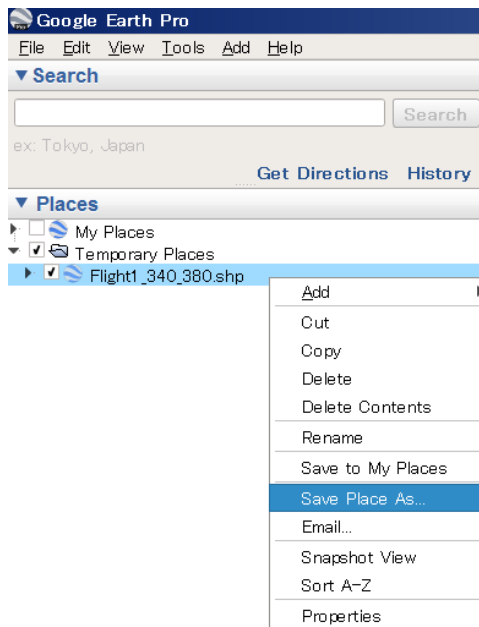 Google Earth Pro
File Edit View Tools Add Help
Search
Search
ex: Tokyo, Japan
Get Directions History
Places
My Places
Temporary Places
Flight1_340_380.shp
Add
Cut
Copy
Delete
Delete Contents
Rename
Save to My Places
Save Place As...
Email...
Snapshot View
Sort A-Z
Properties